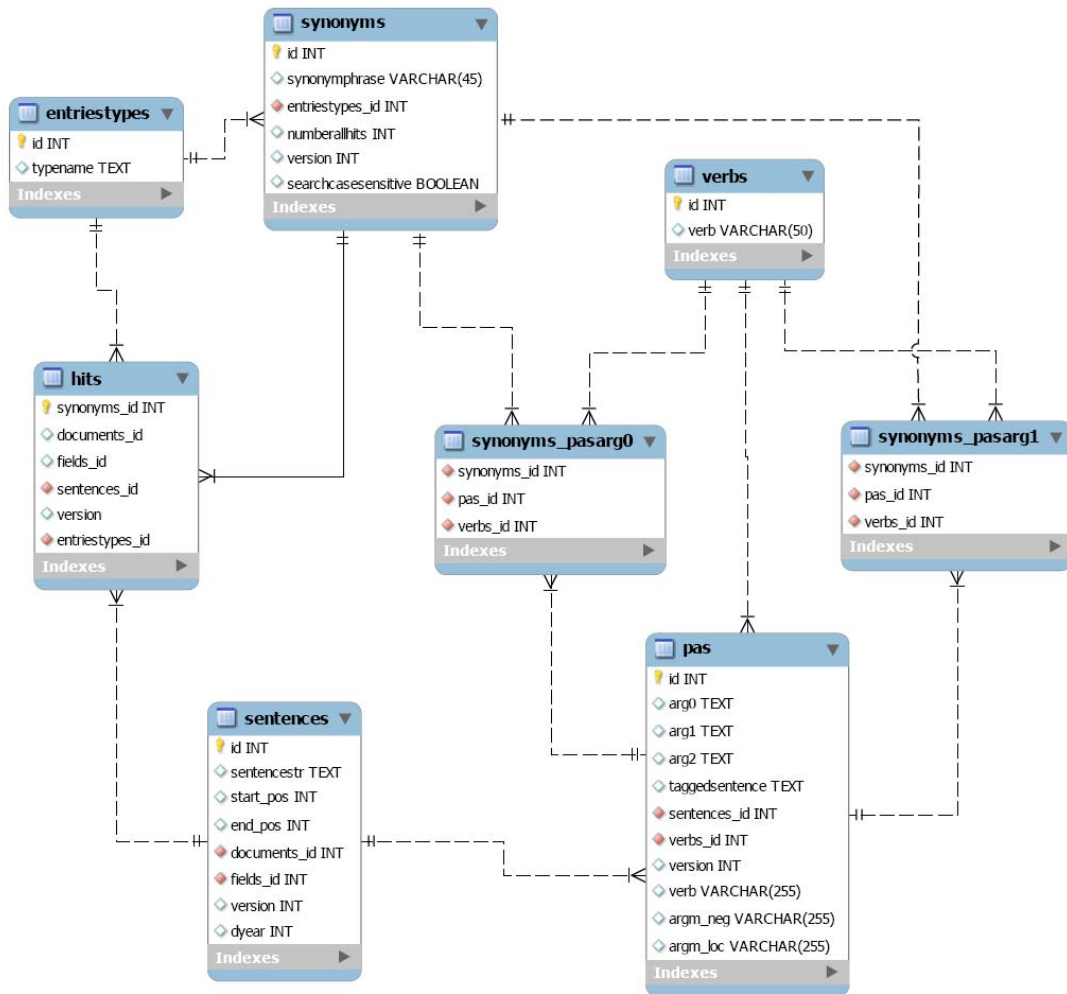 synonyms
id INT
synonymphrase VARCHAR(45)
entriestypes_id INT
numberallhits INT
version INT
searchcasesensitive BOOLEAN
Indexes
entriestypes
id INT
typename TEXT
Indexes
verbs
id INT
verb VARCHAR(50)
Indexes
hits
synonyms_id INT
documents_id
fields_id
sentences_id
version
entriestypes_id
Indexes
synonyms_pasarg0
synonyms_id INT
pas_id INT
verbs_id INT
Indexes
synonyms_pasarg1
synonyms_id INT
pas_id INT
verbs_id INT
Indexes
sentences
id INT
sentencestr TEXT
start_pos INT
end_pos INT
documents_id INT
fields_id INT
version INT
dyear INT
Indexes
pas
id INT
arg0 TEXT
arg1 TEXT
arg2 TEXT
taggedsentence TEXT
sentences_id INT
verbs_id INT
version INT
verb VARCHAR(255)
argm_neg VARCHAR(255)
argm_loc VARCHAR(255)
Indexes